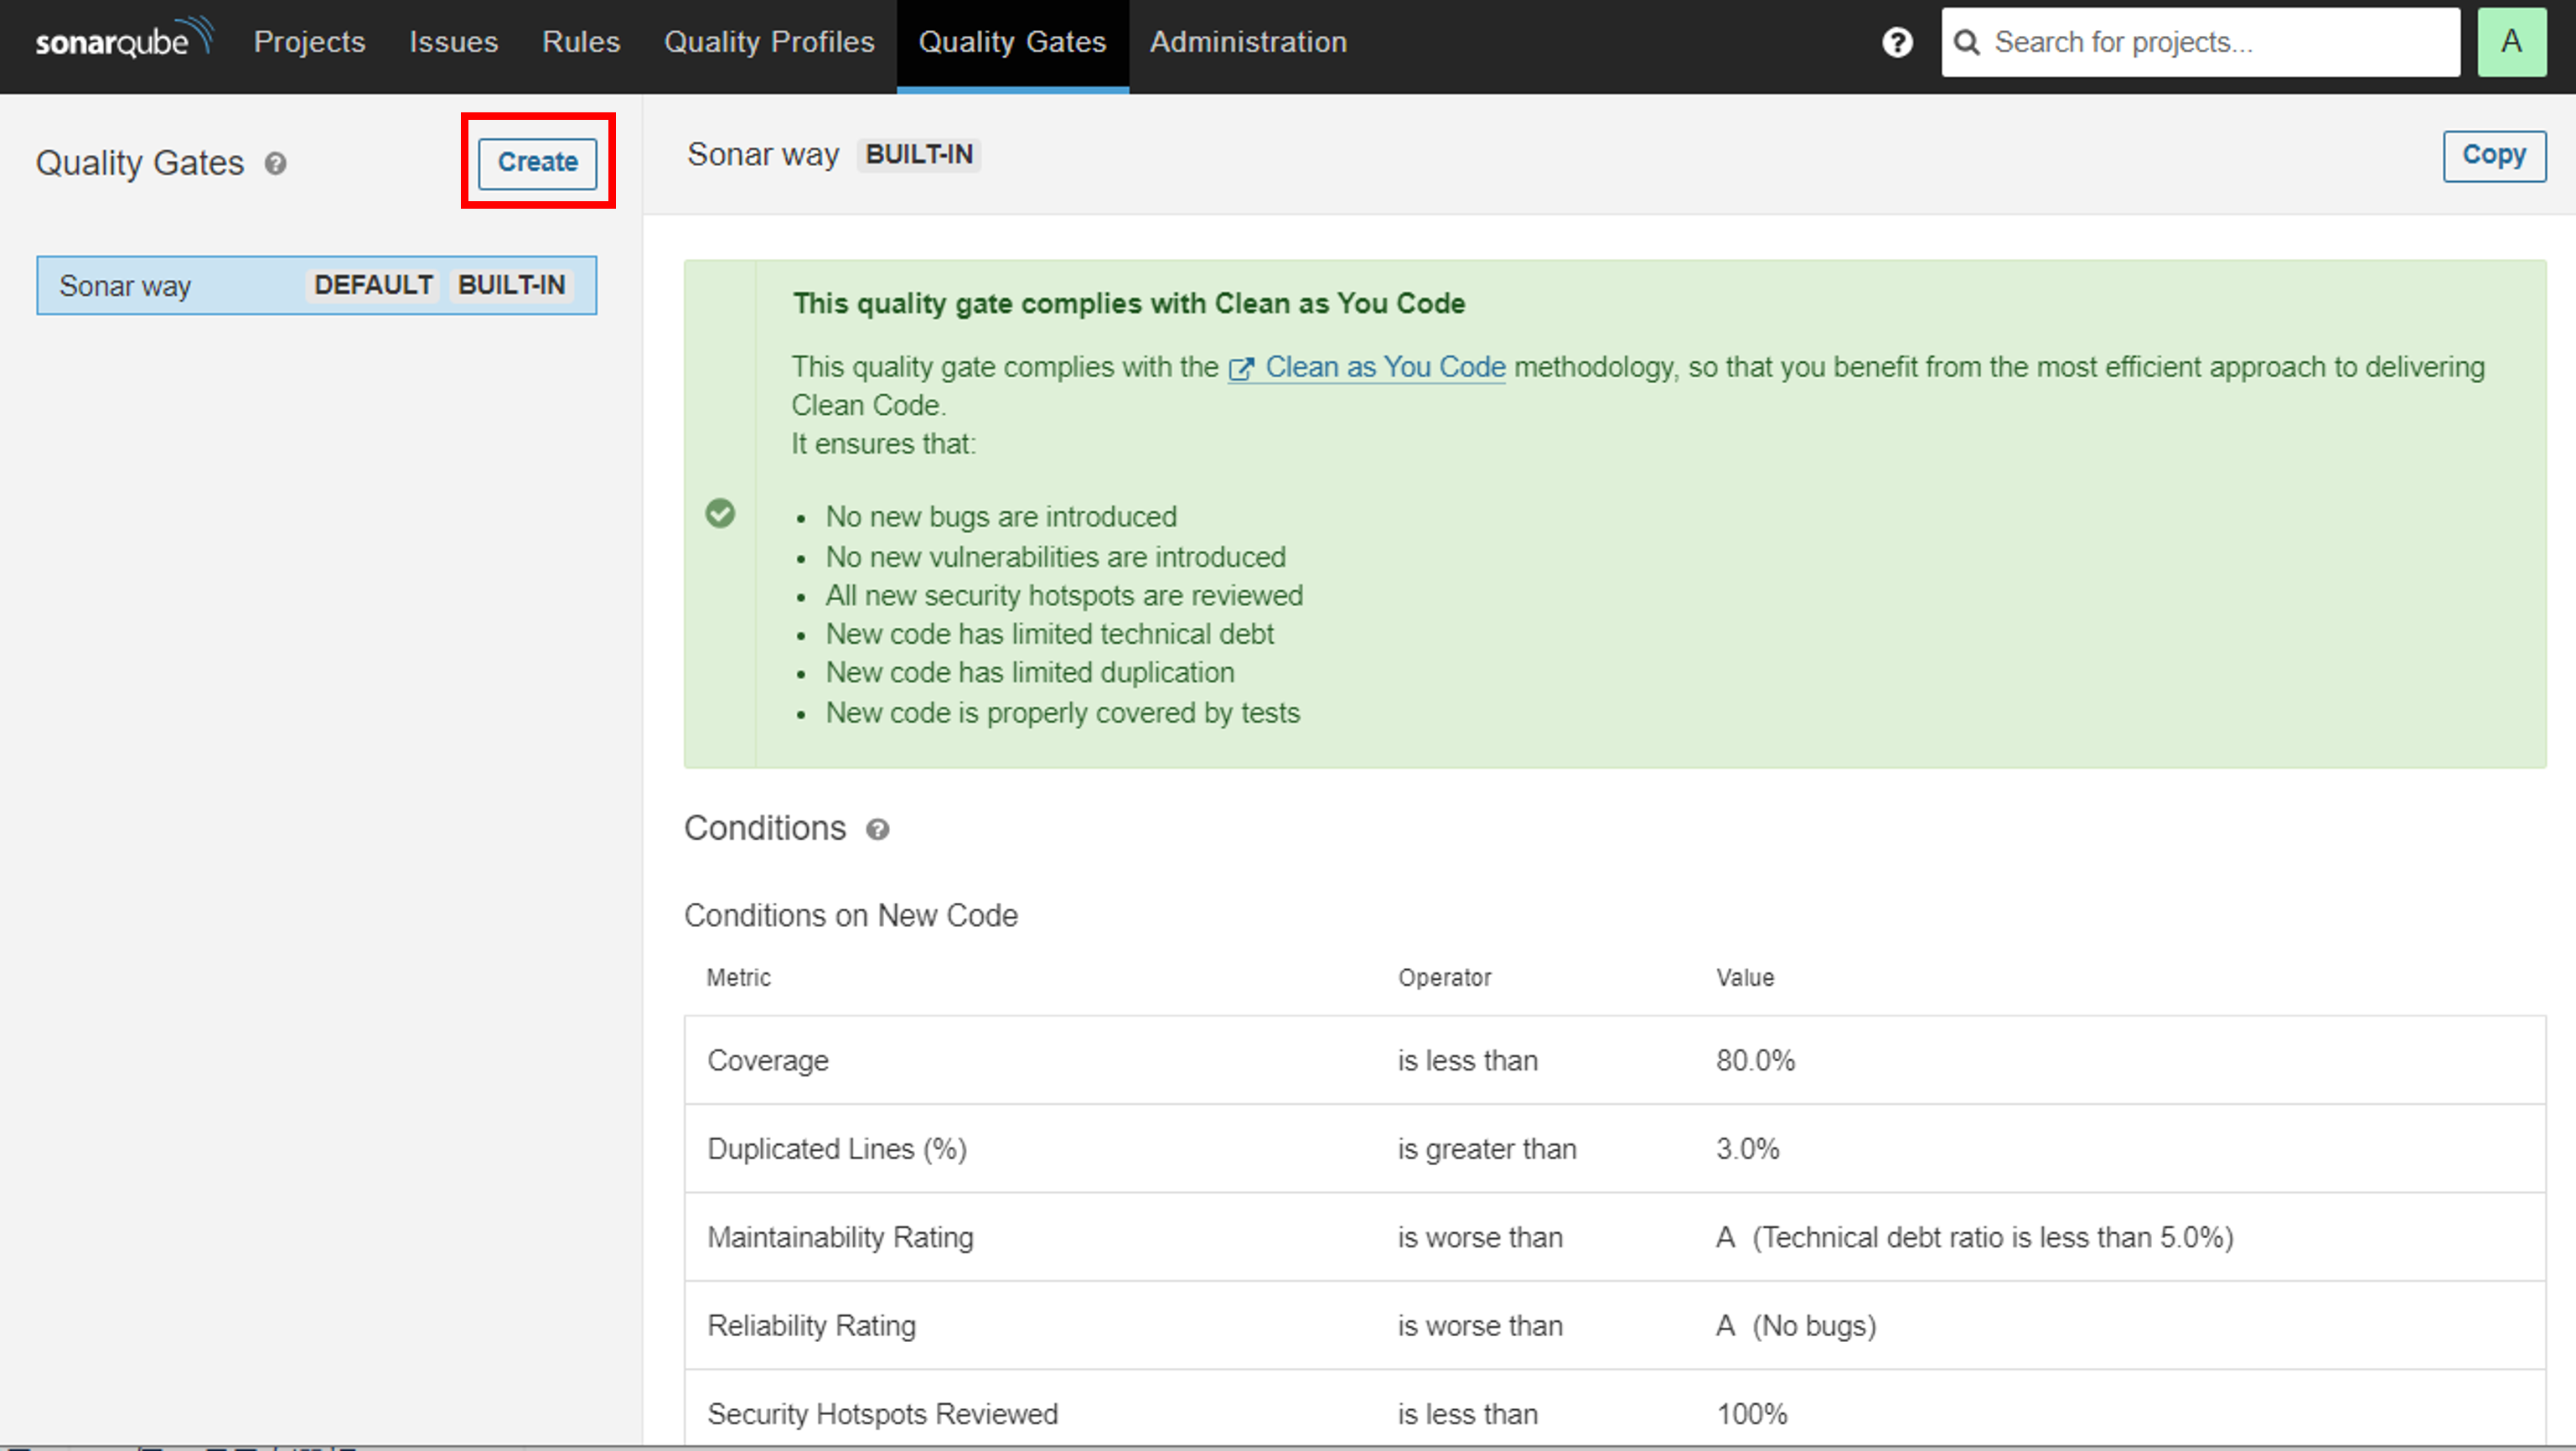 sonarqube Projects Issues Rules Quality Profiles Quality Gates Administration ? Search for projects... A
Quality Gates ? Create
Sonar way DEFAULT BUILT-IN
Sonar way BUILT-IN Copy
This quality gate complies with Clean as You Code
This quality gate complies with the Clean as You Code methodology, so that you benefit from the most efficient approach to delivering
Clean Code.
It ensures that:
• No new bugs are introduced
• No new vulnerabilities are introduced
• All new security hotspots are reviewed
• New code has limited technical debt
• New code has limited duplication
• New code is properly covered by tests
Conditions ?
Conditions on New Code
Metric Operator Value
Coverage is less than 80.0%
Duplicated Lines (%) is greater than 3.0%
Maintainability Rating is worse than A (Technical debt ratio is less than 5.0%)
Reliability Rating is worse than A (No bugs)
Security Hotspots Reviewed is less than 100%